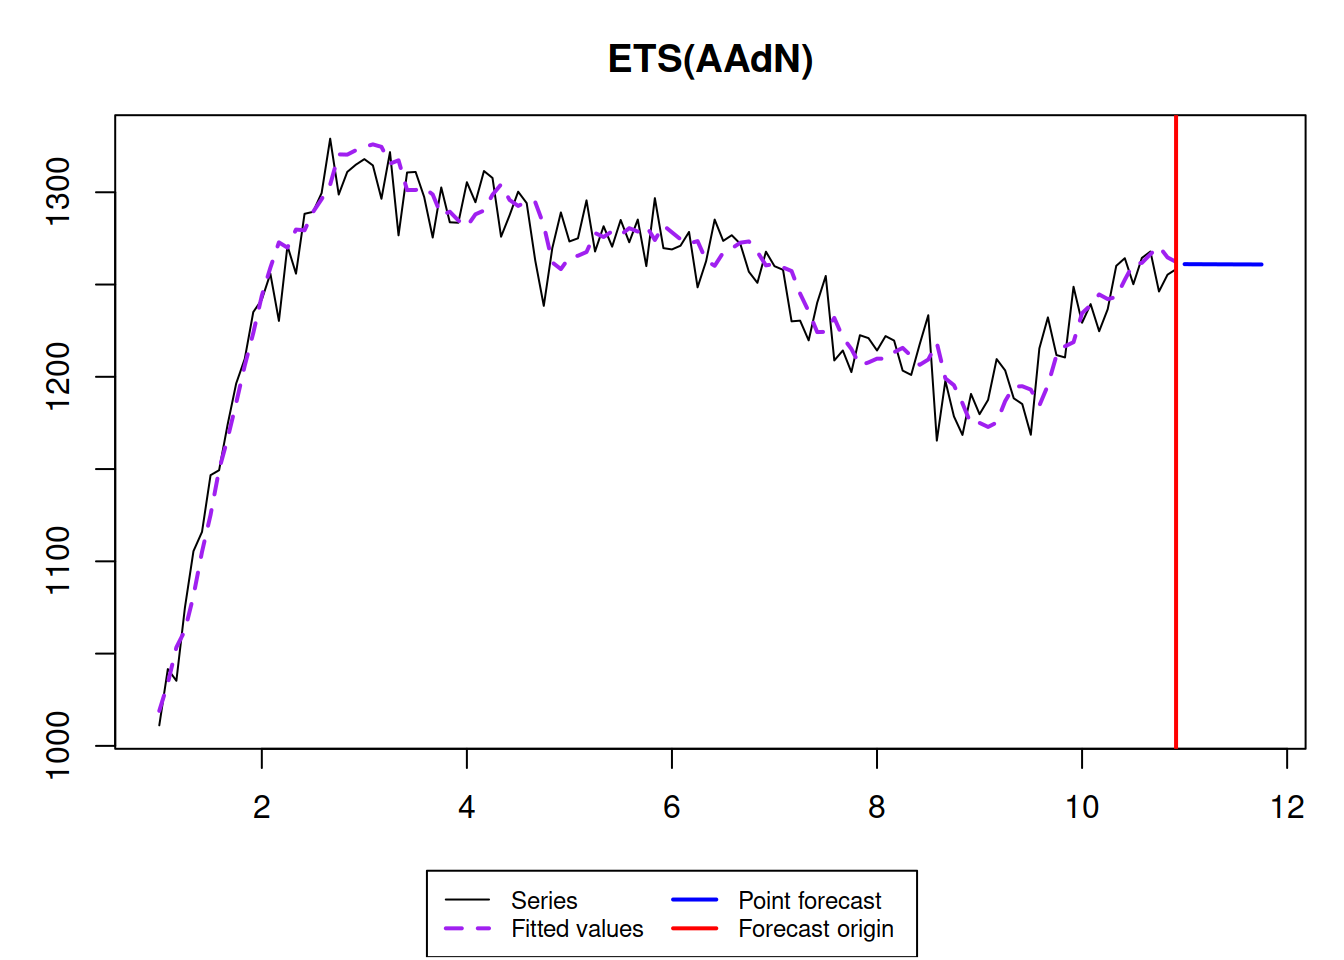 ETS(AAdN)
1300
1200
1100
1000
2 4 6 8 10 12
Series Point forecast
Fitted values Forecast origin